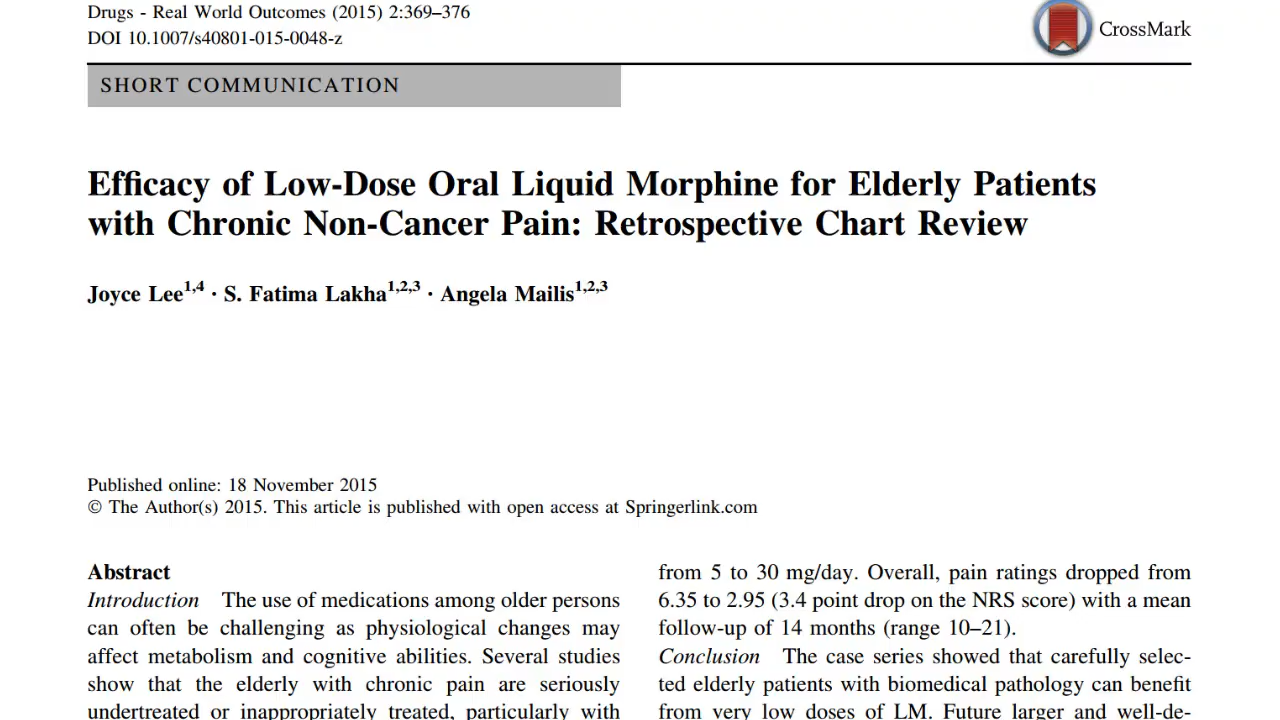 Drugs - Real World Outcomes (2015) 2:369–376
DOI 10.1007/s40801-015-0048-z
CrossMark
SHORT COMMUNICATION
Efficacy of Low-Dose Oral Liquid Morphine for Elderly Patients
with Chronic Non-Cancer Pain: Retrospective Chart Review
Joyce Lee1,4 · S. Fatima Lakha1,2,3 · Angela Mailis1,2,3
Published online: 18 November 2015
© The Author(s) 2015. This article is published with open access at Springerlink.com
Abstract
Introduction The use of medications among older persons
can often be challenging as physiological changes may
affect metabolism and cognitive abilities. Several studies
show that the elderly with chronic pain are seriously
undertreated or inappropriately treated, particularly with
from 5 to 30 mg/day. Overall, pain ratings dropped from
6.35 to 2.95 (3.4 point drop on the NRS score) with a mean
follow-up of 14 months (range 10–21).
Conclusion The case series showed that carefully selec-
ted elderly patients with biomedical pathology can benefit
from very low doses of LM. Future larger and well-de-